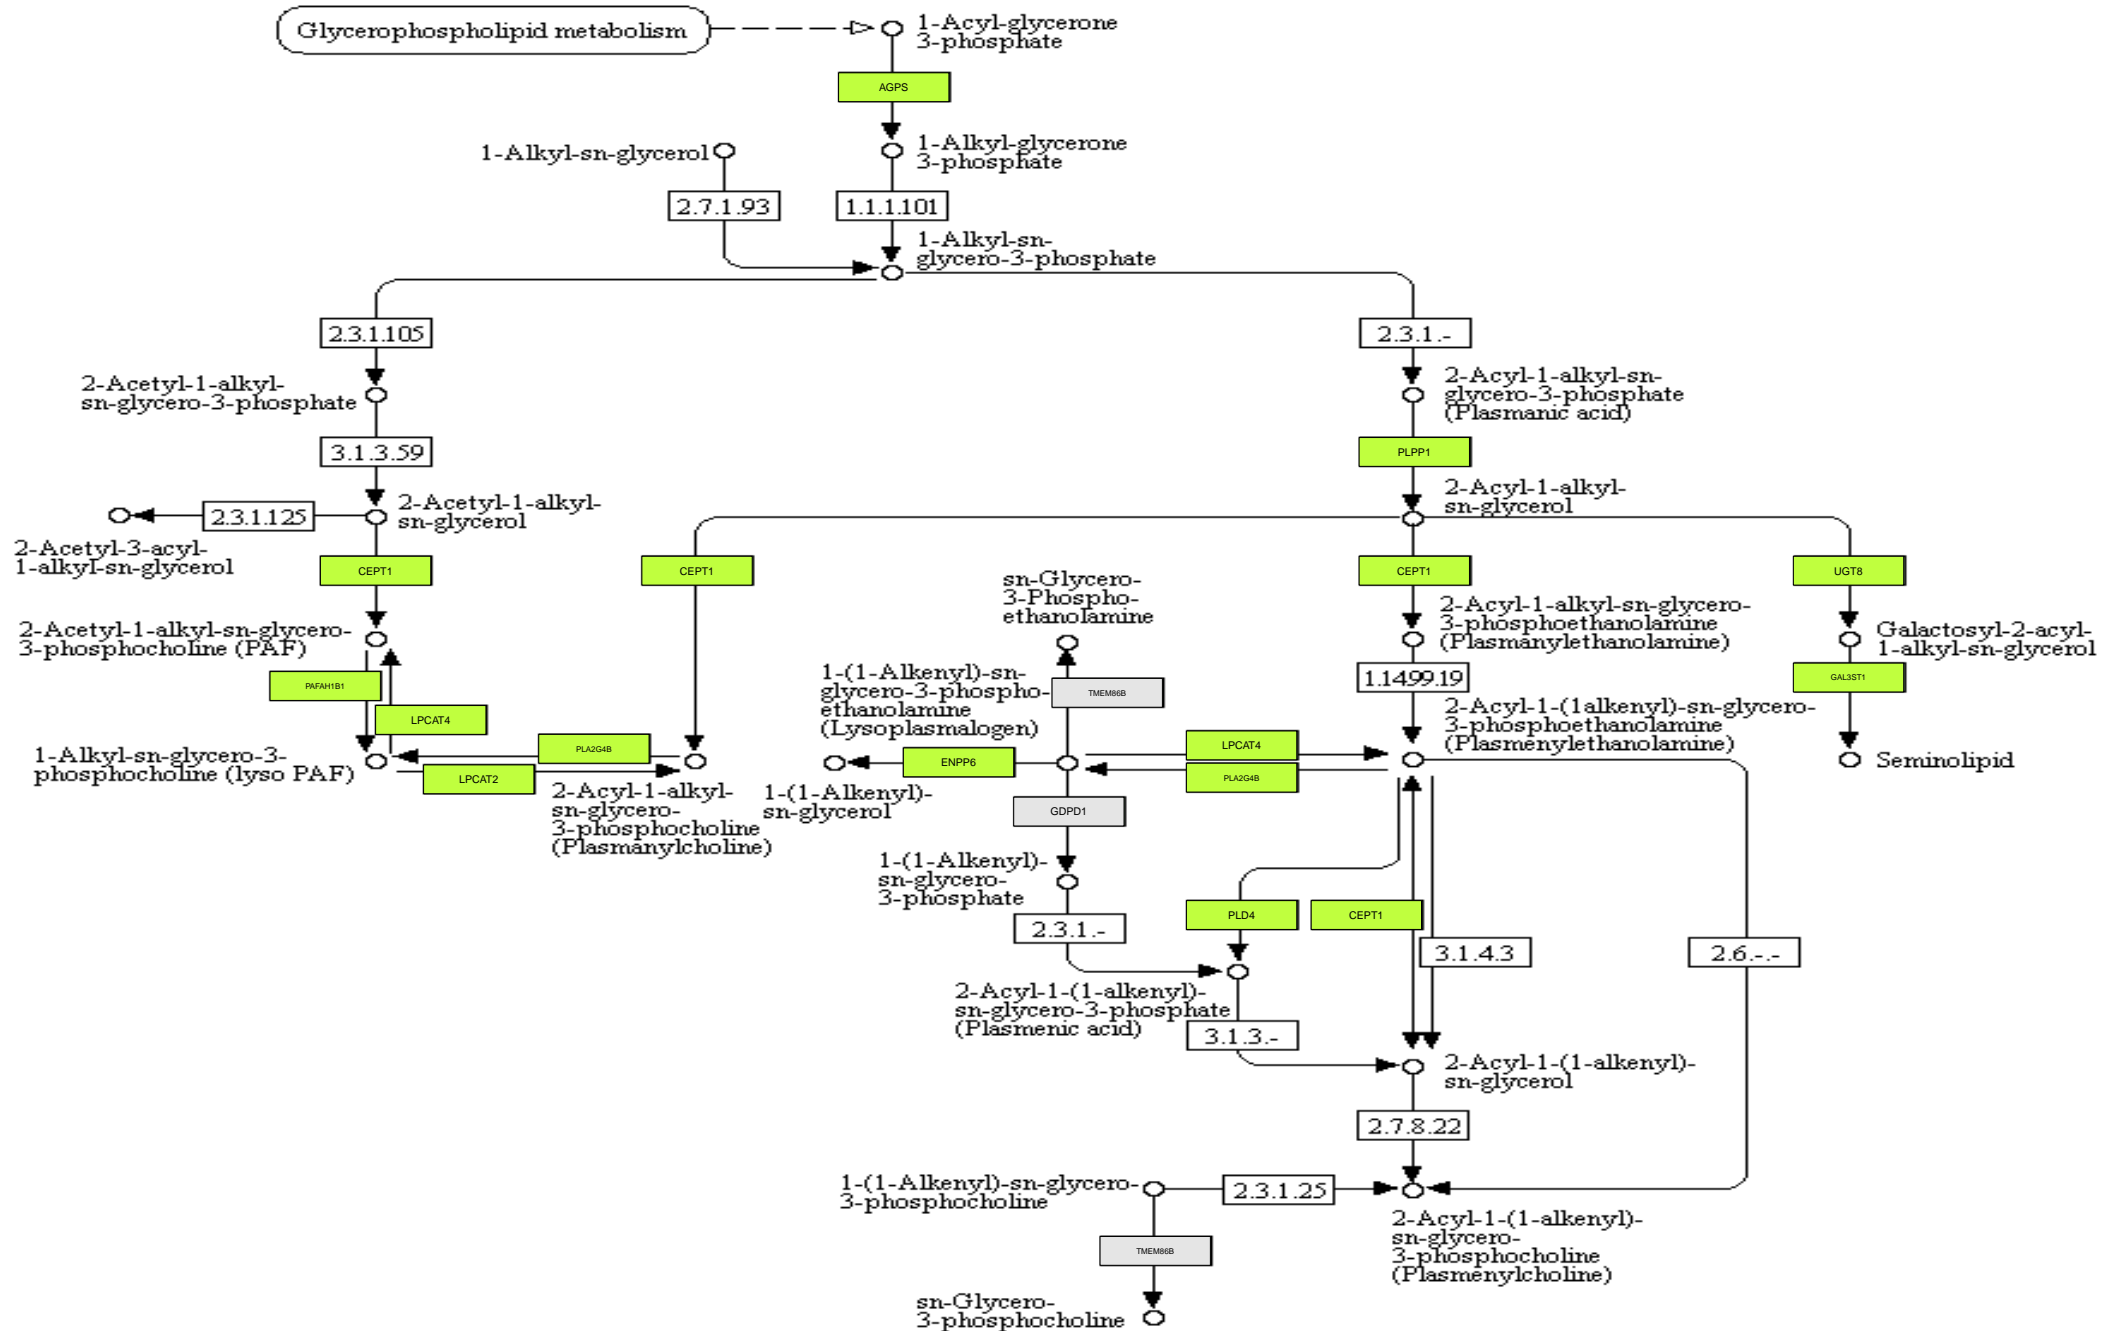 Glycerophospholipid metabolism
1-Acyl-glycerone
3-phosphate
AGPS
1-Alkyl-sn-glycerol
1-Alkyl-glycerone
3-phosphate
2.7.1.93
1.1.1.101
1-Alkyl-sn-
glycero-3-phosphate
2.3.1.105
2.3.1.-
2-Acetyl-1-alkyl-
sn-glycero-3-phosphate
2-Acyl-1-alkyl-sn-
glycero-3-phosphate
(Plasmanic acid)
3.1.3.59
PLPP1
2.3.1.125
2-Acetyl-1-alkyl-
sn-glycerol
2-Acyl-1-alkyl-
sn-glycerol
2-Acetyl-3-acyl-
1-alkyl-sn-glycerol
CEPT1
CEPT1
CEPT1
UGT8
sn-Glycero-
3-Phospho-
ethanolamine
2-Acetyl-1-alkyl-sn-glycero-
3-phosphocholine (PAF)
2-Acyl-1-alkyl-sn-glycero-
3-phosphoethanolamine
(Plasmanylethanolamine)
Galactosyl-2-acyl-
1-alkyl-sn-glycerol
PAFAH1B1
1-(1-Alkenyl)-sn-
glycero-3-phospho-
ethanolamine
(Lysoplasmalogen)
TMEM86B
1.14.99.19
GAL3ST1
LPCAT4
2-Acyl-1-(1alkenyl)-sn-glycero-
3-phosphoethanolamine
(Plasmenylethanolamine)
1-Alkyl-sn-glycero-3-
phosphocholine (lyso PAF)
PLA2G4B
LPCAT2
ENPP6
LPCAT4
PLA2G4B
Seminolipid
2-Acyl-1-alkyl-
sn-glycero-
3-phosphocholine
(Plasmanylcholine)
1-(1-Alkenyl)-
sn-glycerol
GDPD1
1-(1-Alkenyl)-
sn-glycero-
3-phosphate
PLD4
CEPT1
2.3.1.-
3.1.4.3
2.6.-.-
2-Acyl-1-(1-alkenyl)-
sn-glycero-3-phosphate
(Plasmenic acid)
3.1.3.-
2-Acyl-1-(1-alkenyl)-
sn-glycerol
2.7.8.22
1-(1-Alkenyl)-sn-glycero-
3-phosphocholine
2.3.1.25
2-Acyl-1-(1-alkenyl)-
sn-glycero-
3-phosphocholine
(Plasmenylcholine)
TMEM86B
sn-Glycero-
3-phosphocholine